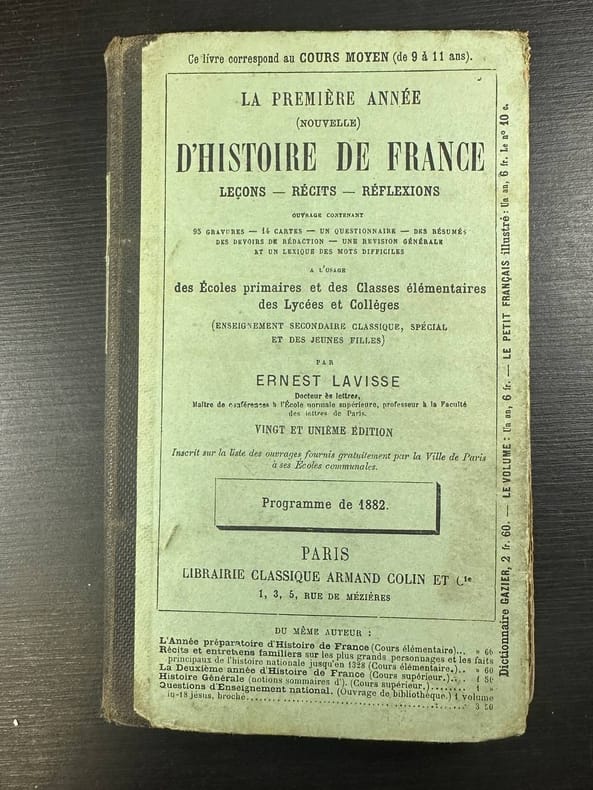 Ce livre correspond au COURS MOYEN (de 9 à 11 ans).
LA PREMIÈRE ANNÉE
(NOUVELLE)
D'HISTOIRE DE FRANCE
LEÇONS — RÉCITS — RÉFLEXIONS
OUVRAGE CONTENANT
95 GRAVURES — 14 CARTES — UN QUESTIONNAIRE — DES RÉSUMÉS
DES DEVOIRS DE RÉDACTION — UNE REVISION GÉNÉRALE
ET UN LEXIQUE DES MOTS DIFFICILES
A L'USAGE
des Écoles primaires et des Classes élémentaires
des Lycées et Collèges
(ENSEIGNEMENT SECONDAIRE CLASSIQUE, SPÉCIAL
ET DES JEUNES FILLES)
PAR
ERNEST LAVISSE
Docteur ès lettres,
Maître de conférences à l'École normale supérieure, professeur à la Faculté
des lettres de Paris.
VINGT ET UNIÈME ÉDITION
Inscrit sur la liste des ouvrages fournis gratuitement par la Ville de Paris
à ses Écoles communales.
Programme de 1882.
PARIS
LIBRAIRIE CLASSIQUE ARMAND COLIN ET Cie
1, 3, 5, RUE DE MÉZIÈRES
DU MÊME AUTEUR :
L'Année préparatoire d'Histoire de France (Cours élémentaire)... » 60
Récits et entretiens familiers sur les plus grands personnages et les faits
principaux de l'histoire nationale jusqu'en 1328 (Cours élémentaire.).. » 60
La Deuxième année d'Histoire de France (Cours supérieur.)... 1 50
Histoire Générale (notions sommaires d'). (Cours supérieur.)........ 1 »
Questions d'Enseignement national. (Ouvrage de bibliothèque.) 1 volume
in-18 jésus, broché........ 3 50
Dictionnaire GAZIER, 2 fr. 60. — LE VOLUME : Un an, 6 fr. — LE PETIT FRANÇAIS illustré : Un an, 6 fr. Le n° 10 c.